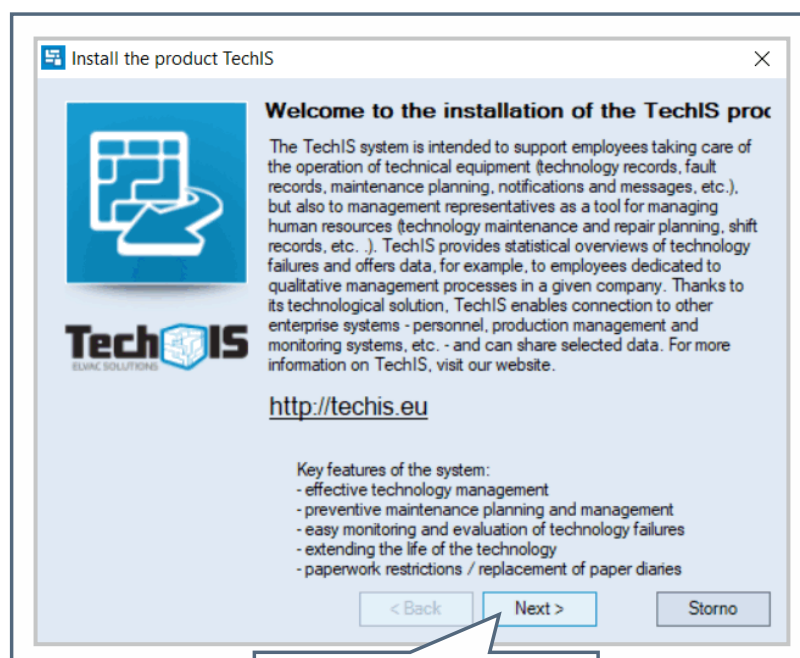 Install the product TechIS
Welcome to the installation of the TechIS proc
The TechIS system is intended to support employees taking care of
the operation of technical equipment (technology records, fault
records, maintenance planning, notifications and messages, etc.),
but also to management representatives as a tool for managing
human resources (technology maintenance and repair planning, shift
records, etc. .). TechIS provides statistical overviews of technology
failures and offers data, for example, to employees dedicated to
qualitative management processes in a given company. Thanks to
its technological solution, TechIS enables connection to other
enterprise systems - personnel, production management and
monitoring systems, etc. - and can share selected data. For more
information on TechIS, visit our website.
TechIS
ELVAC SOLUTIONS
http://techis.eu
Key features of the system:
- effective technology management
- preventive maintenance planning and management
- easy monitoring and evaluation of technology failures
- extending the life of the technology
- paperwork restrictions / replacement of paper diaries
< Back
Next >
Storno